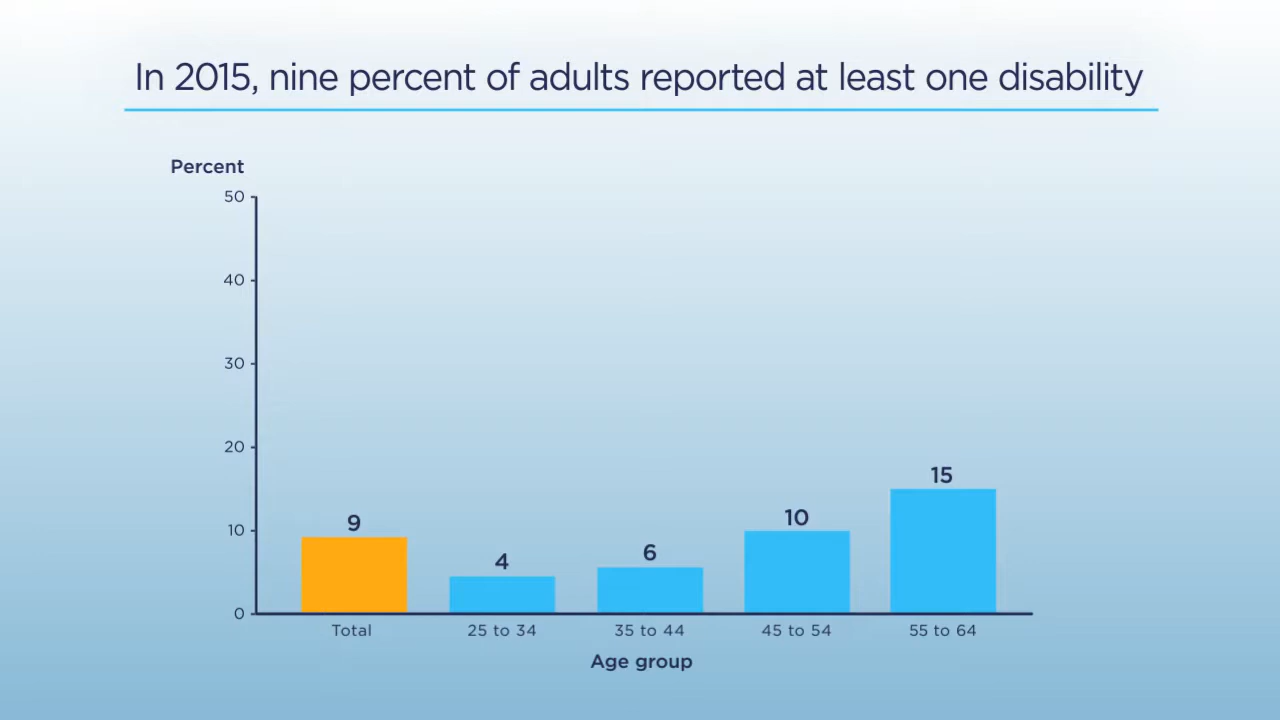 In 2015, nine percent of adults reported at least one disability
Percent
50
40
30
20
10
0
9
4
6
10
15
Total
25 to 34
35 to 44
45 to 54
55 to 64
Age group